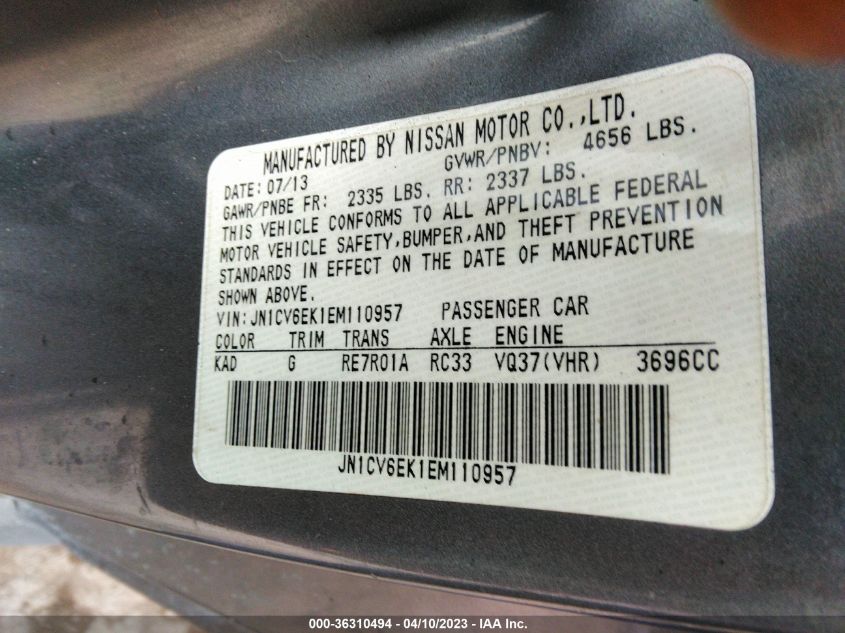 MANUFACTURED BY NISSAN MOTOR CO.,LTD.
DATE: 07/13 GVWR/PNBV: 4656 LBS.
GAWR/PNBE FR: 2335 LBS. RR: 2337 LBS.
THIS VEHICLE CONFORMS TO ALL APPLICABLE FEDERAL
MOTOR VEHICLE SAFETY,BUMPER,AND THEFT PREVENTION
STANDARDS IN EFFECT ON THE DATE OF MANUFACTURE
SHOWN ABOVE.
VIN:JN1CV6EK1EM110957 PASSENGER CAR
COLOR TRIM TRANS AXLE ENGINE
KAD G RE7R01A RC33 VQ37(VHR) 3696CC
JN1CV6EK1EM110957
000-36310494 - 04/10/2023 - IAA Inc.